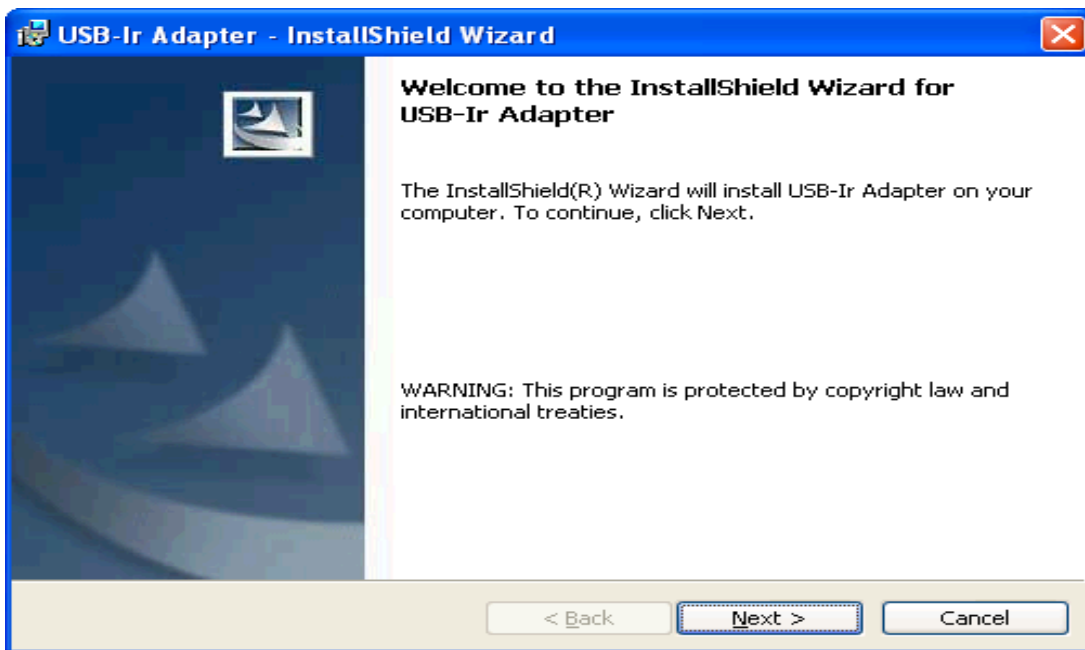 USB-Ir Adapter - InstallShield Wizard
Welcome to the InstallShield Wizard for
USB-Ir Adapter
The InstallShield(R) Wizard will install USB-Ir Adapter on your
computer. To continue, click Next.
WARNING: This program is protected by copyright law and
international treaties.
< Back Next > Cancel